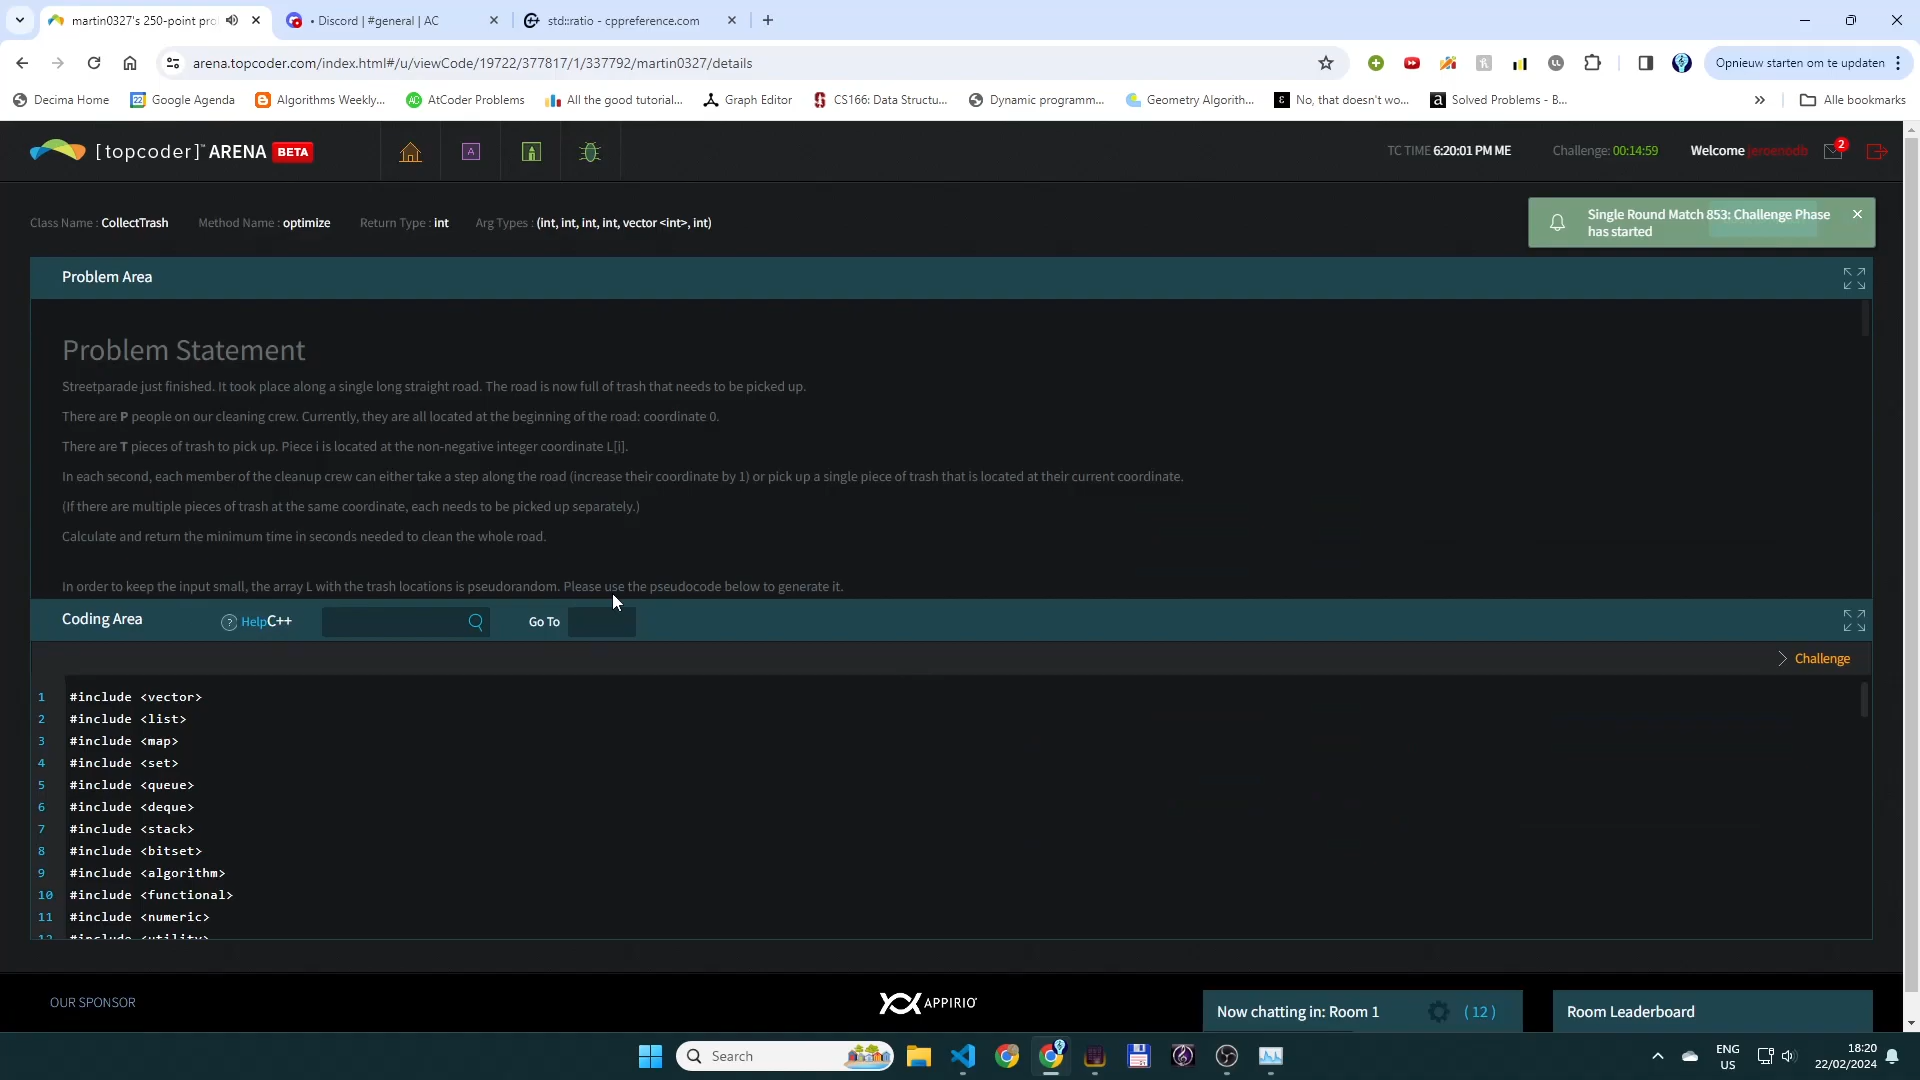 martin0327's 250-point pro
• Discord | #general | AC
std::ratio - cppreference.com
arena.topcoder.com/index.html#/u/viewCode/19722/377817/1/337792/martin0327/details
Opnieuw starten om te updaten
Decima Home
Google Agenda
Algorithms Weekly...
AtCoder Problems
All the good tutorial...
Graph Editor
CS166: Data Structu...
Dynamic programm...
Geometry Algorith...
No, that doesn't wo...
Solved Problems - B...
Alle bookmarks
[topcoder]™ ARENA BETA
TC TIME 6:20:01 PM ME
Challenge: 00:14:59
Welcome jeroenodb
2
Class Name : CollectTrash
Method Name : optimize
Return Type : int
Arg Types : (int, int, int, int, vector <int>, int)
Single Round Match 853: Challenge Phase
has started
Problem Area
Problem Statement
Streetparade just finished. It took place along a single long straight road. The road is now full of trash that needs to be picked up.
There are P people on our cleaning crew. Currently, they are all located at the beginning of the road: coordinate 0.
There are T pieces of trash to pick up. Piece i is located at the non-negative integer coordinate L[i].
In each second, each member of the cleanup crew can either take a step along the road (increase their coordinate by 1) or pick up a single piece of trash that is located at their current coordinate.
(If there are multiple pieces of trash at the same coordinate, each needs to be picked up separately.)
Calculate and return the minimum time in seconds needed to clean the whole road.
In order to keep the input small, the array L with the trash locations is pseudorandom. Please use the pseudocode below to generate it.
Coding Area
? Help
C++
Go To
Challenge
1 #include <vector>
2 #include <list>
3 #include <map>
4 #include <set>
5 #include <queue>
6 #include <deque>
7 #include <stack>
8 #include <bitset>
9 #include <algorithm>
10 #include <functional>
11 #include <numeric>
12 #include <utility>
OUR SPONSOR
APPIRIO
Now chatting in: Room 1
( 12 )
Room Leaderboard
Search
ENG
US
18:20
22/02/2024